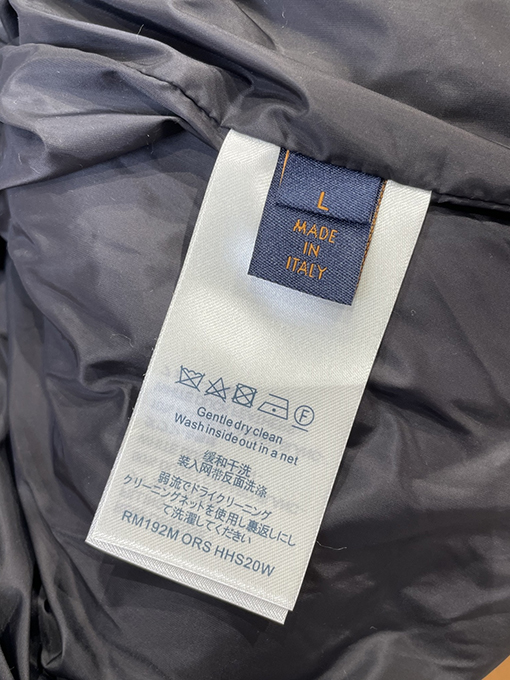 L
MADE
IN
ITALY
F
Gentle dry clean
Wash inside out in a net
缓和干洗
装入网带反面洗涤
弱流でドライクリーニング
クリーニングネットを使用し裏返しにし
て洗濯してください
RM192M ORS HHS20W